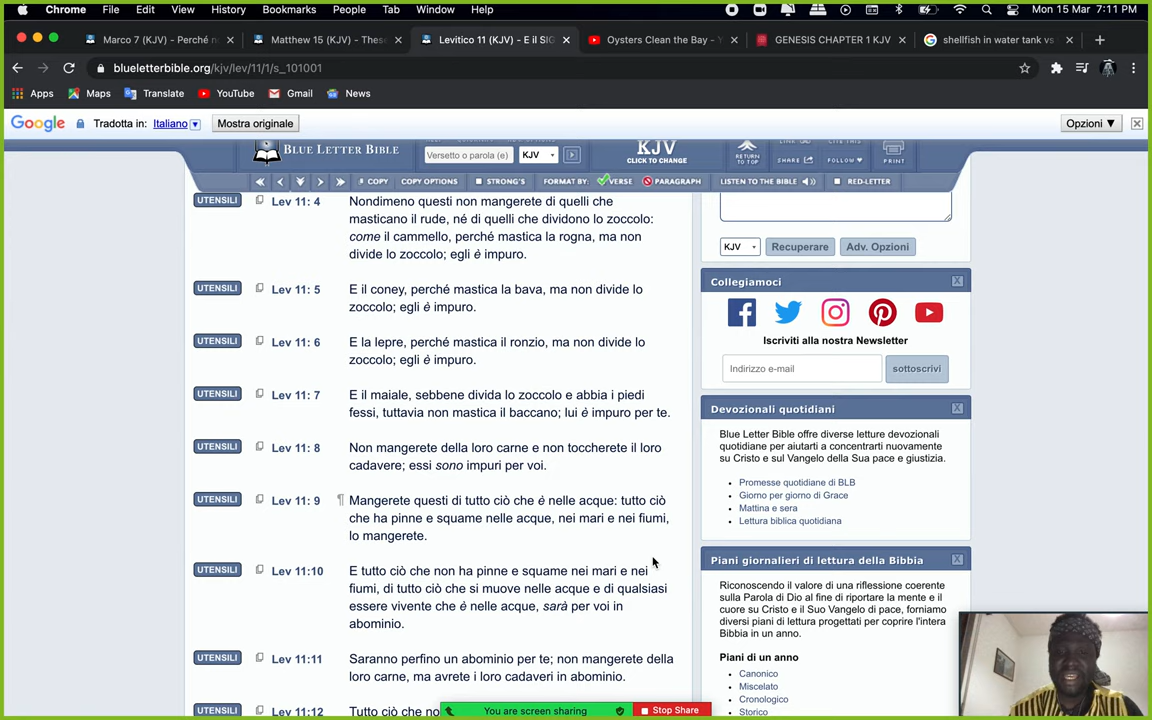 Chrome File Edit View History Bookmarks People Tab Window Help Mon 15 Mar 7:11 PM
Marco 7 (KJV) - Perché n Matthew 15 (KJV) - These Levitico 11 (KJV) - E il SIG Oysters Clean the Bay - Y GENESIS CHAPTER 1 KJV shellfish in water tank vs
blueletterbible.org/kjv/lev/11/1/s_101001
Apps Maps Translate YouTube Gmail News
Google Tradotta in: Italiano Mostra originale Opzioni ▼
BLUE LETTER BIBLE Versetto o parola (e) KJV KJV
CLICK TO CHANGE RETURN TO TOP SHARE FOLLOW PRINT
COPY COPY OPTIONS STRONG'S FORMAT BY: VERSE PARAGRAPH LISTEN TO THE BIBLE RED-LETTER
UTENSILI Lev 11: 4 Nondimeno questi non mangerete di quelli che
masticano il rude, né di quelli che dividono lo zoccolo:
come il cammello, perché mastica la rogna, ma non
divide lo zoccolo; egli è impuro.
UTENSILI Lev 11: 5 E il coney, perché mastica la bava, ma non divide lo
zoccolo; egli è impuro.
UTENSILI Lev 11: 6 E la lepre, perché mastica il ronzio, ma non divide lo
zoccolo; egli è impuro.
UTENSILI Lev 11: 7 E il maiale, sebbene divida lo zoccolo e abbia i piedi
fessi, tuttavia non mastica il baccano; lui è impuro per te.
UTENSILI Lev 11: 8 Non mangerete della loro carne e non toccherete il loro
cadavere; essi sono impuri per voi.
UTENSILI Lev 11: 9 ¶ Mangerete questi di tutto ciò che è nelle acque: tutto ciò
che ha pinne e squame nelle acque, nei mari e nei fiumi,
lo mangerete.
UTENSILI Lev 11:10 E tutto ciò che non ha pinne e squame nei mari e nei
fiumi, di tutto ciò che si muove nelle acque e di qualsiasi
essere vivente che è nelle acque, sarà per voi in
abominio.
UTENSILI Lev 11:11 Saranno perfino un abominio per te; non mangerete della
loro carne, ma avrete i loro cadaveri in abominio.
UTENSILI Lev 11:12 Tutto ciò che no
KJV Recuperare Adv. Opzioni
Collegiamoci
Iscriviti alla nostra Newsletter
Indirizzo e-mail sottoscrivi
Devozionali quotidiani
Blue Letter Bible offre diverse letture devozionali
quotidiane per aiutarti a concentrarti nuovamente
su Cristo e sul Vangelo della Sua pace e giustizia.
Promesse quotidiane di BLB
Giorno per giorno di Grace
Mattina e sera
Lettura biblica quotidiana
Piani giornalieri di lettura della Bibbia
Riconoscendo il valore di una riflessione coerente
sulla Parola di Dio al fine di riportare la mente e il
cuore su Cristo e il Suo Vangelo di pace, forniamo
diversi piani di lettura progettati per coprire l'intera
Bibbia in un anno.
Piani di un anno
Canonico
Miscelato
Cronologico
Storico
You are screen sharing Stop Share